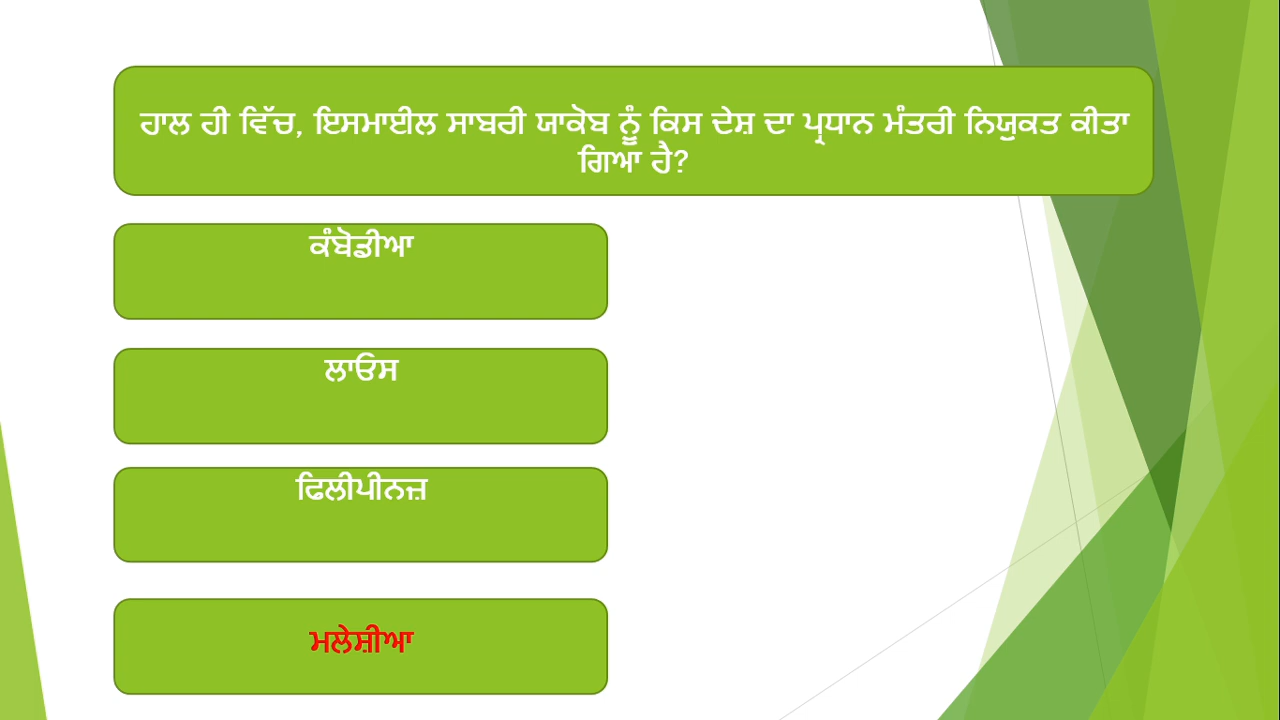 ਹਾਲ ਹੀ ਵਿੱਚ, ਇਸਮਾਈਲ ਸਾਬਰੀ ਯਾਕੋਬ ਨੂੰ ਕਿਸ ਦੇਸ਼ ਦਾ ਪ੍ਰਧਾਨ ਮੰਤਰੀ ਨਿਯੁਕਤ ਕੀਤਾ
ਗਿਆ ਹੈ?
ਕੰਬੋਡੀਆ
ਲਾਓਸ
ਫਿਲੀਪੀਨਜ਼
ਮਲੇਸ਼ੀਆ